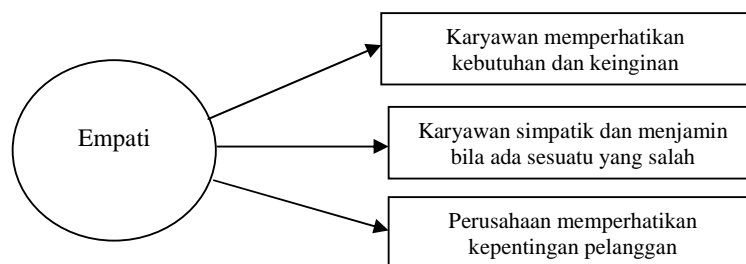 Karyawan memperhatikan
kebutuhan dan keinginan
Empati
Karyawan simpatik dan menjamin
bila ada sesuatu yang salah
Perusahaan memperhatikan
kepentingan pelanggan